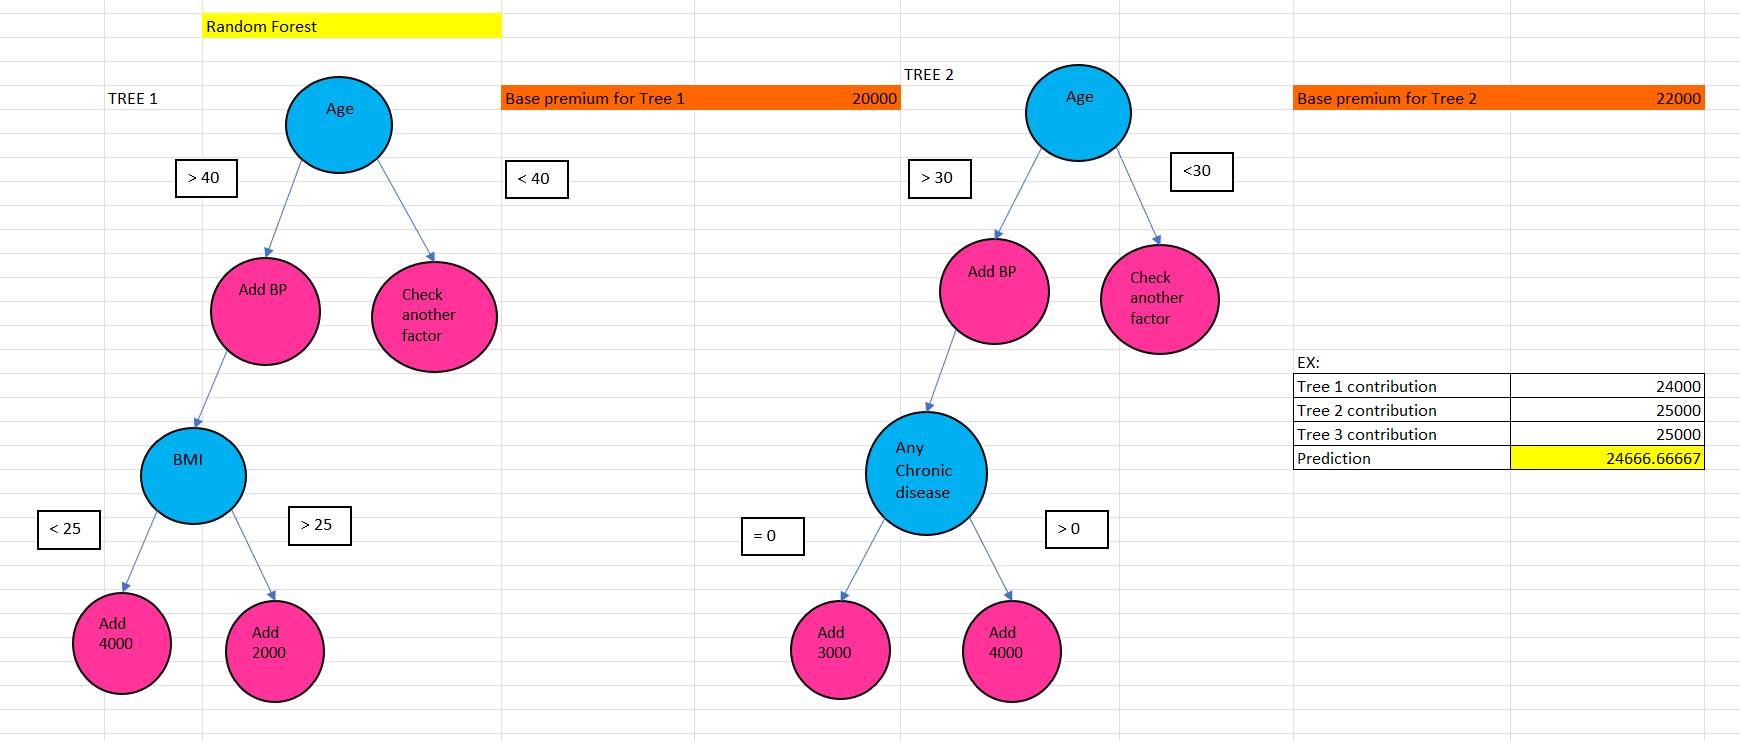 Random Forest
TREE 1
Age
Base premium for Tree 1 20000
> 40
< 40
Add BP
Check
another
factor
BMI
< 25
> 25
Add
4000
Add
2000
TREE 2
Age
Base premium for Tree 2 22000
> 30
<30
Add BP
Check
another
factor
Any
Chronic
disease
= 0
> 0
Add
3000
Add
4000
EX:
Tree 1 contribution 24000
Tree 2 contribution 25000
Tree 3 contribution 25000
Prediction 24666.66667